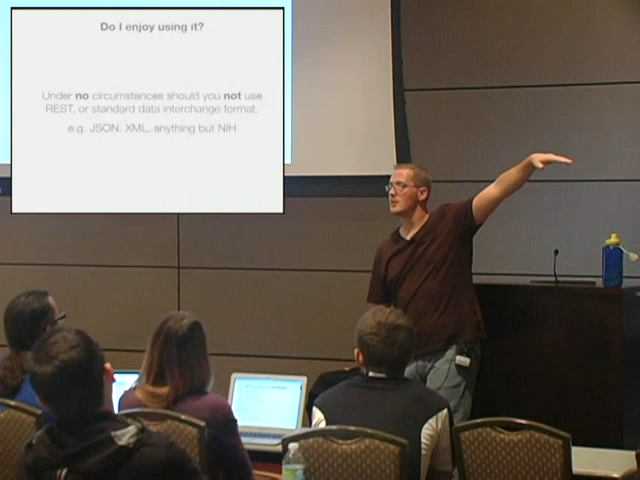 Do I enjoy using it?
Under no circumstances should you not use
REST, or standard data interchange format.
e.g. JSON, XML, anything but NIH